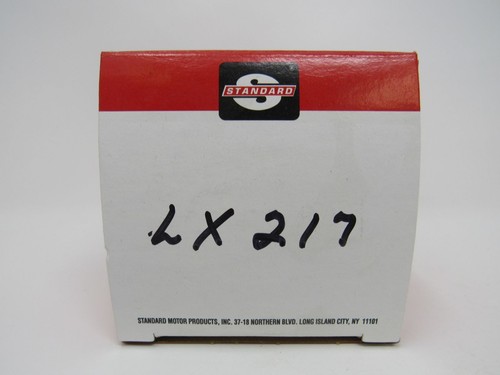 STANDARD
LX217
STANDARD MOTOR PRODUCTS, INC. 37-18 NORTHERN BLVD. LONG ISLAND CITY, NY 11101